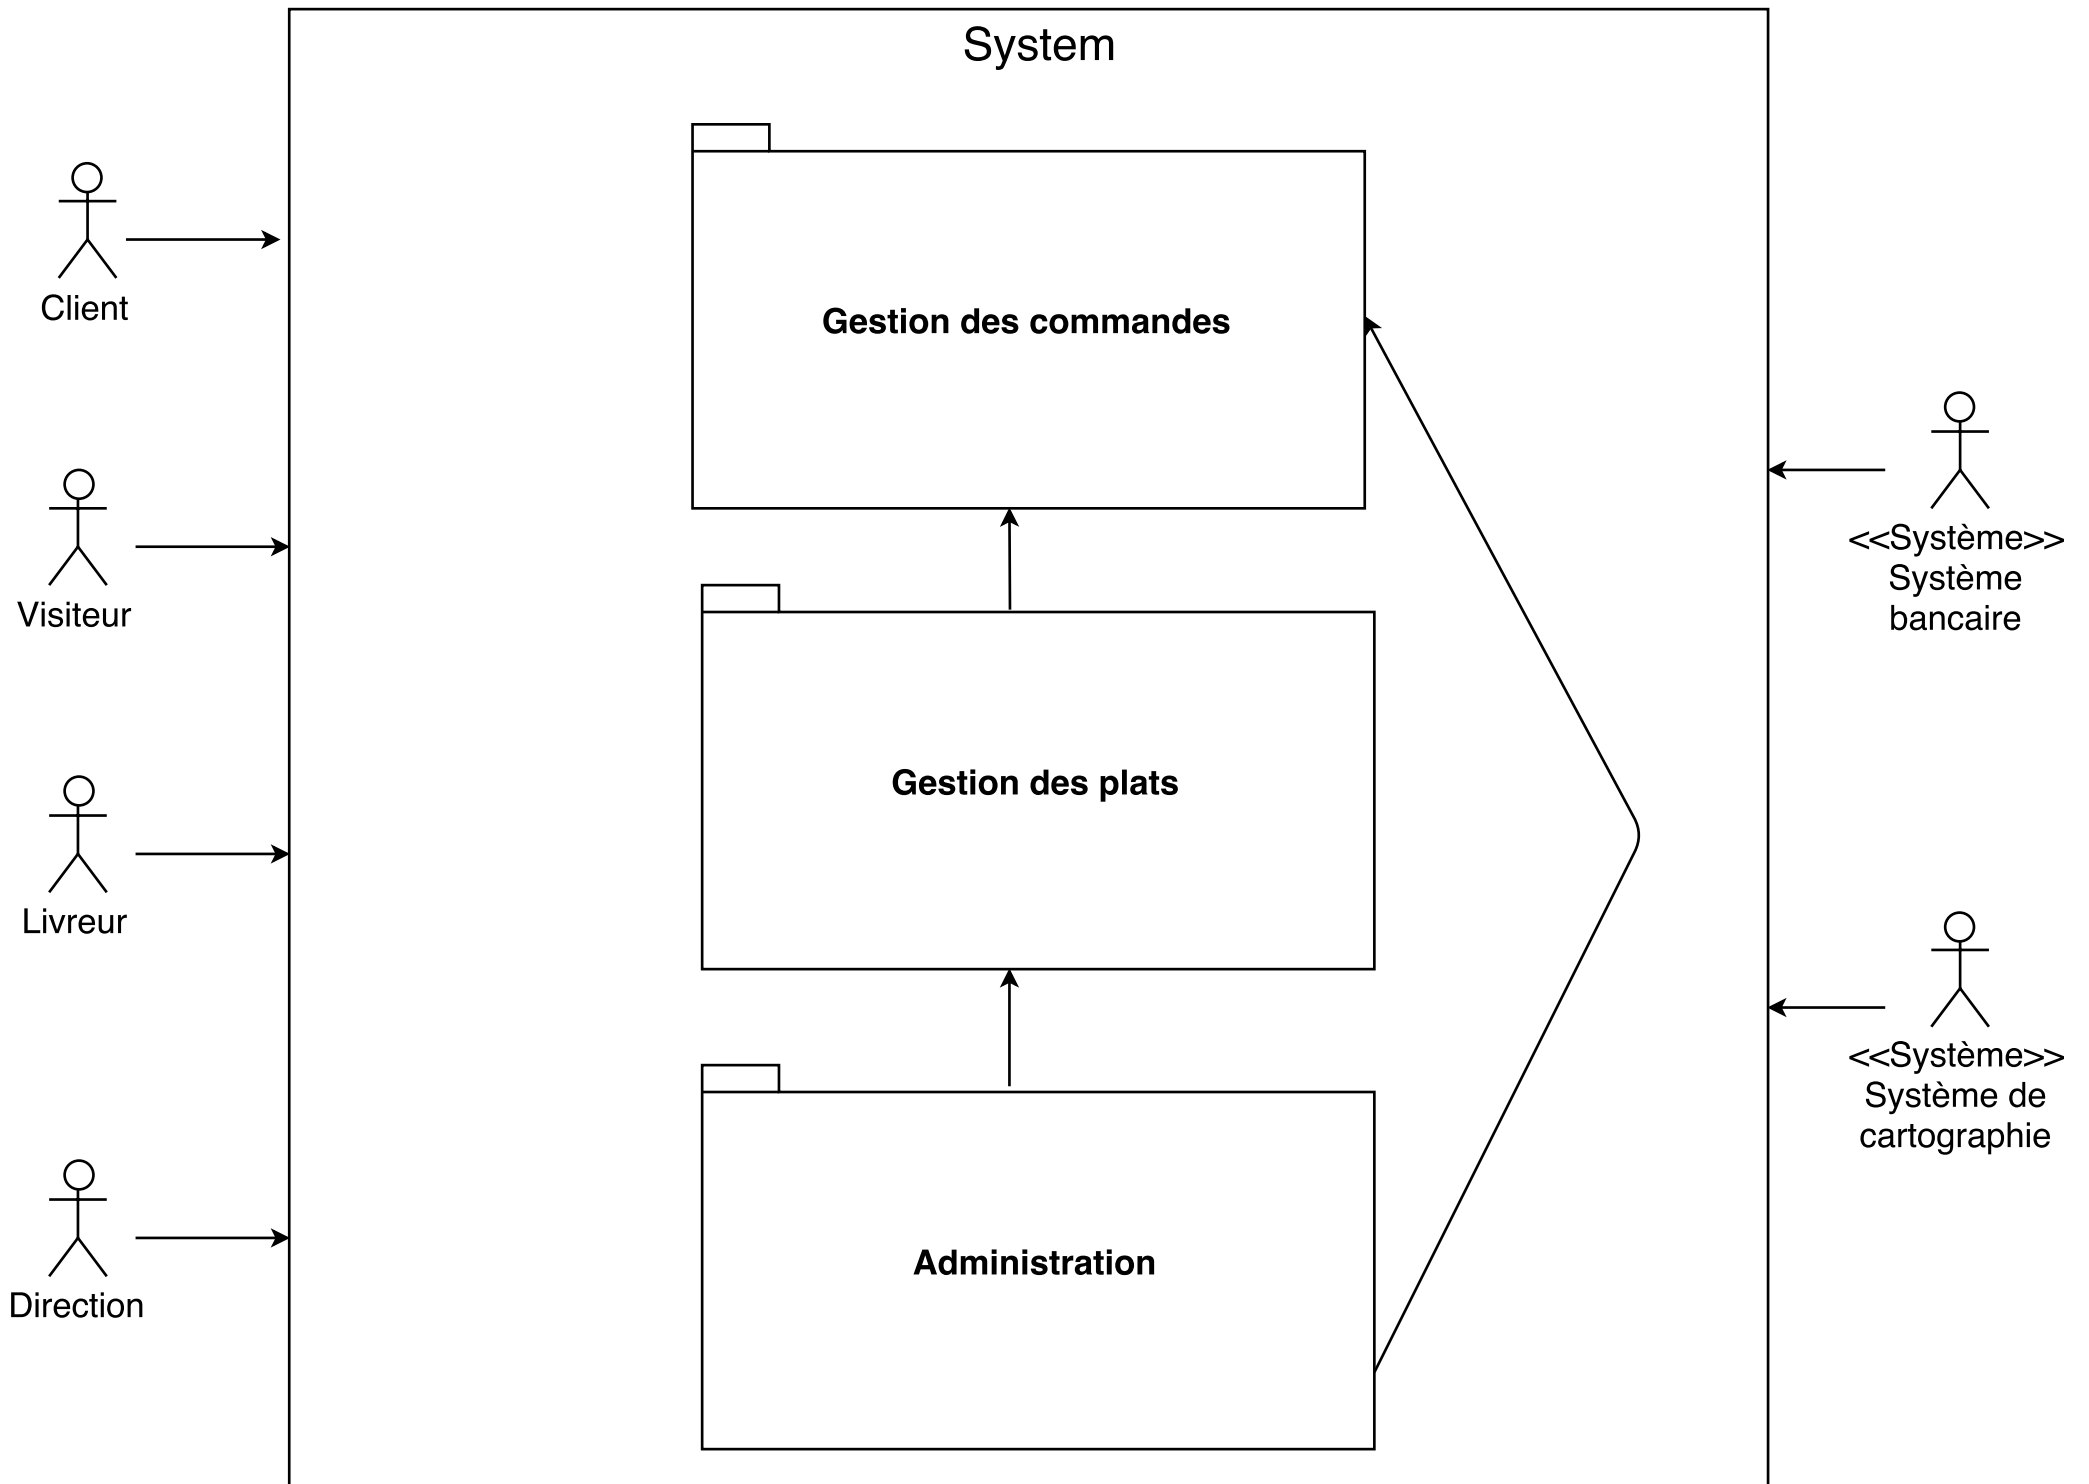 System
Client
Gestion des commandes
Visiteur
<<Système>>
Système
bancaire
Gestion des plats
Livreur
<<Système>>
Système de
cartographie
Administration
Direction